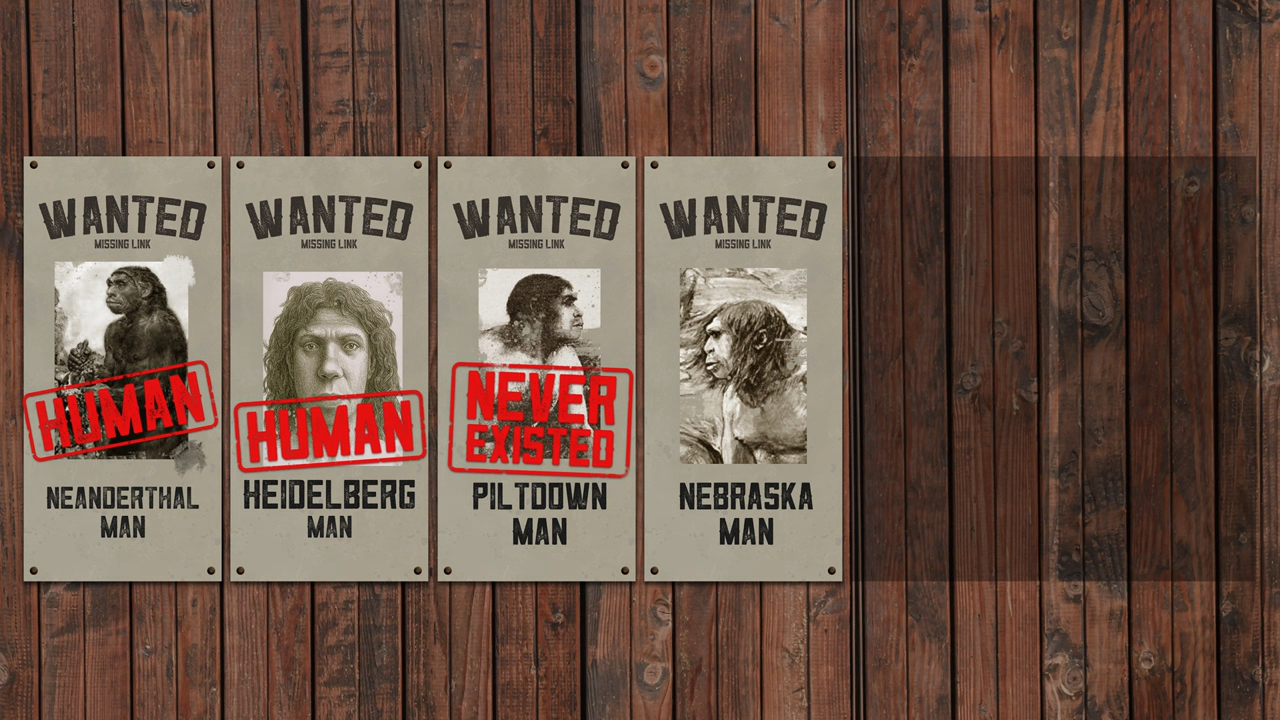 WANTED
MISSING LINK
HUMAN
NEANDERTHAL
MAN
WANTED
MISSING LINK
HUMAN
HEIDELBERG
MAN
WANTED
MISSING LINK
NEVER
EXISTED
PILTDOWN
MAN
WANTED
MISSING LINK
NEBRASKA
MAN